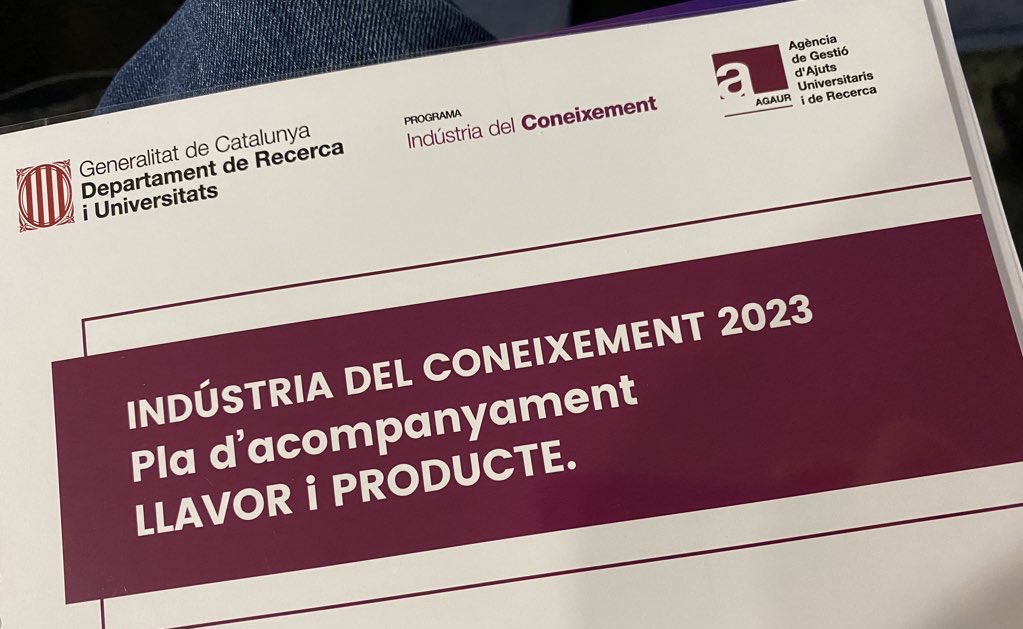 Generalitat de Catalunya
Departament de Recerca
i Universitats
PROGRAMA
Indústria del Coneixement
a
AGAUR
Agència
de Gestió
d'Ajuts
Universitaris
i de Recerca
INDÚSTRIA DEL CONEIXEMENT 2023
Pla d'acompanyament
LLAVOR i PRODUCTE.